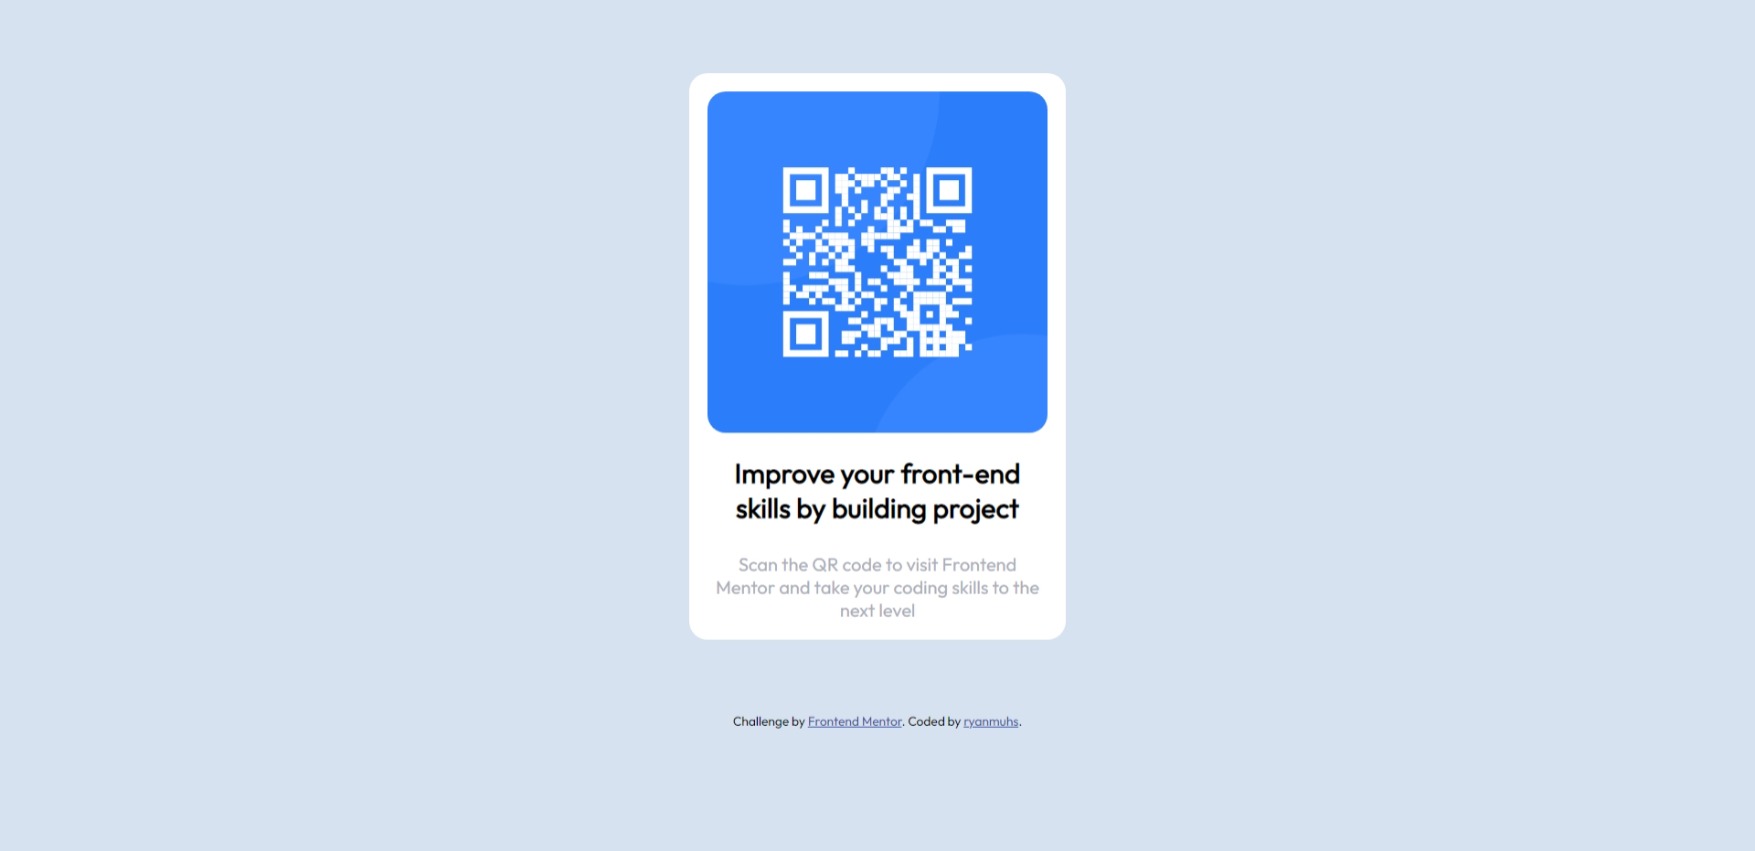 Improve your front-end
skills by building project
Scan the QR code to visit Frontend
Mentor and take your coding skills to the
next level
Challenge by Frontend Mentor. Coded by ryanmuhs.